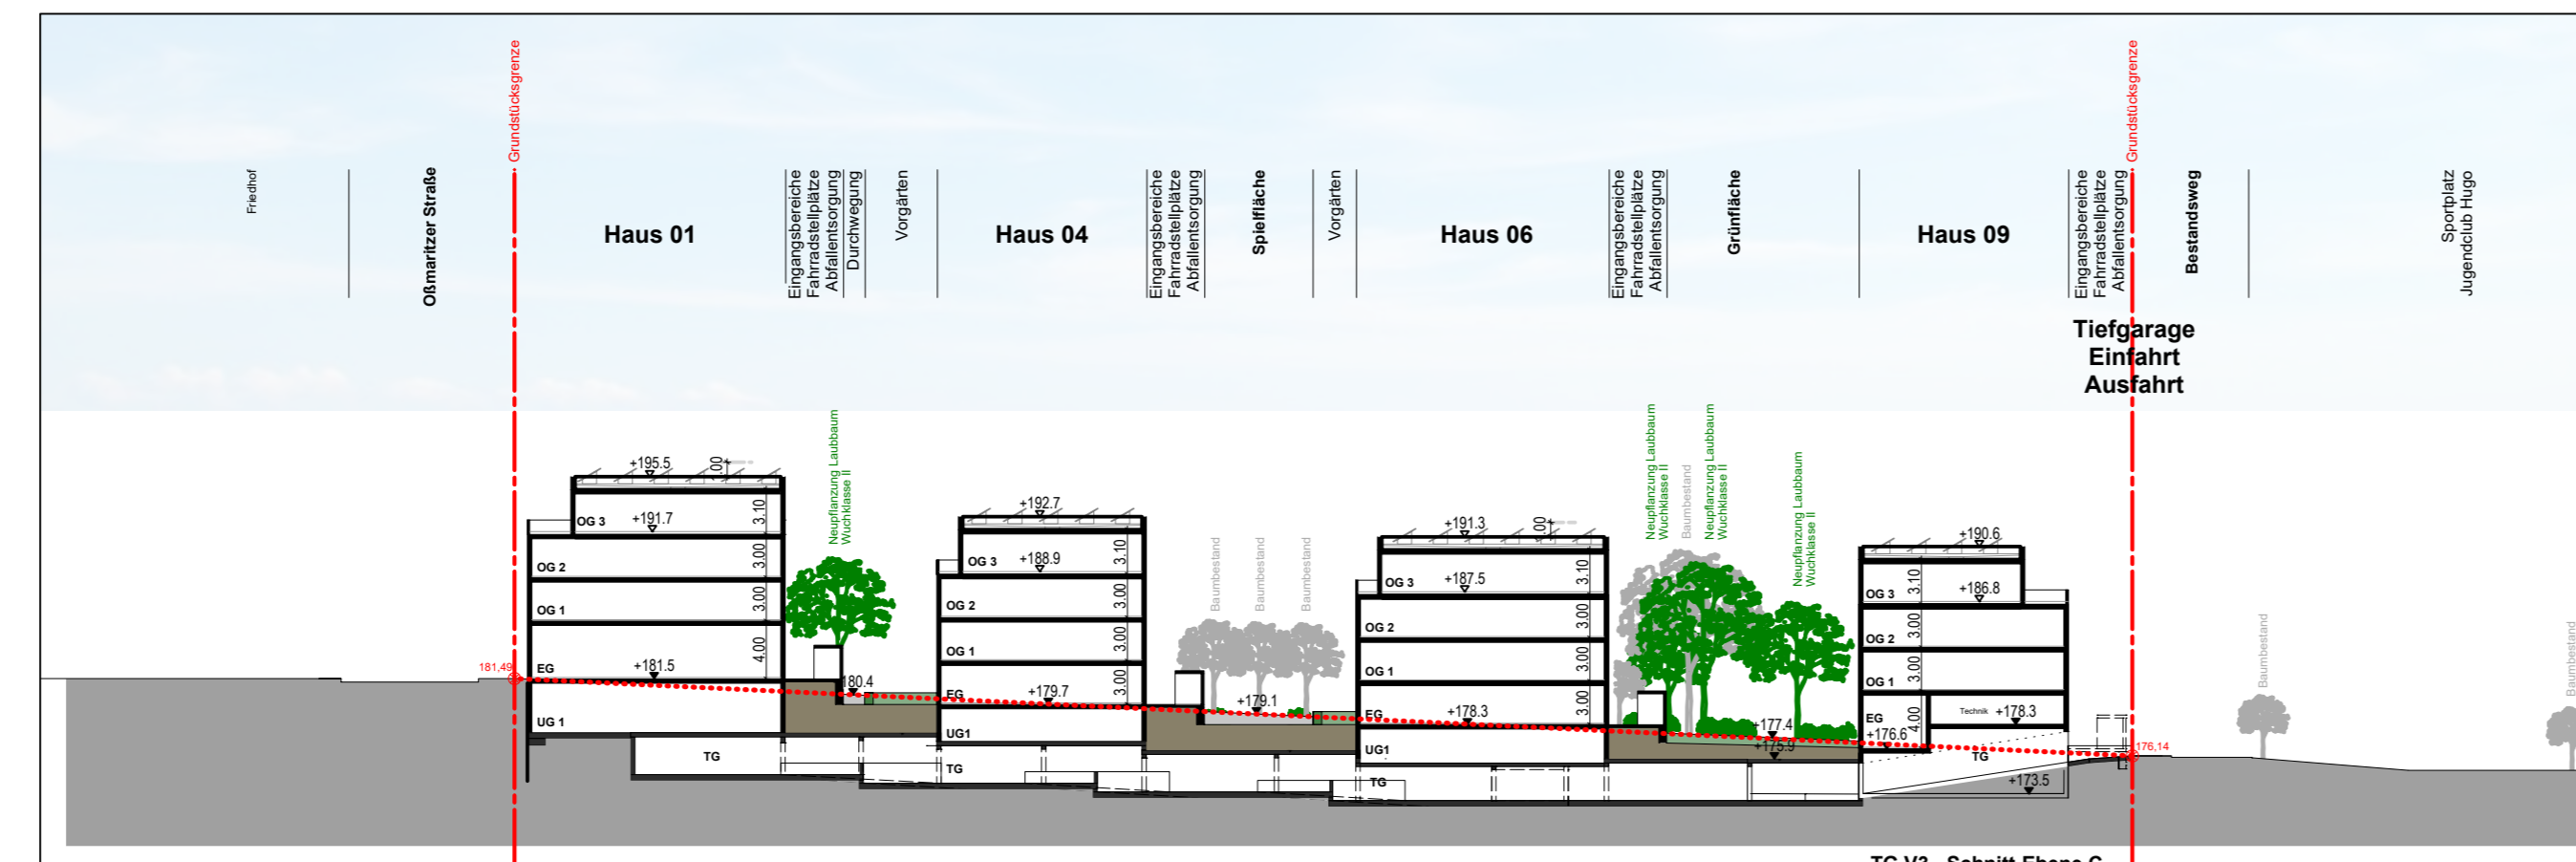 Grundstücksgrenze
Grundstücksgrenze
Friedhof
Oßmaritzer Straße
Haus 01
Eingangsbereiche
Fahrradstellplätze
Abfallentsorgung
Durchwegung
Vorgärten
Haus 04
Eingangsbereiche
Fahrradstellplätze
Abfallentsorgung
Spielfläche
Vorgärten
Haus 06
Eingangsbereiche
Fahrradstellplätze
Abfallentsorgung
Grünfläche
Haus 09
Eingangsbereiche
Fahrradstellplätze
Abfallentsorgung
Bestandsweg
Sportplatz
Jugendclub Hugo
Tiefgarage
Einfahrt
Ausfahrt
181,49
+195.5
.00
OG 3
+191.7
3.10
OG 2
3.00
OG 1
3.00
EG
+181.5
4.00
UG 1
TG
Neupflanzung Laubbaum
Wuchklasse II
180.4
+192.7
OG 3
+188.9
3.10
OG 2
3.00
OG 1
3.00
EG
+179.7
3.00
UG1
TG
Baumbestand
Baumbestand
Baumbestand
+179.1
+191.3
.00
OG 3
+187.5
3.10
OG 2
3.00
OG 1
3.00
EG
+178.3
3.00
UG1
TG
Neupflanzung Laubbaum
Wuchklasse II
Baumbestand
Neupflanzung Laubbaum
Wuchklasse II
Neupflanzung Laubbaum
Wuchklasse II
+177.4
+175.9
+190.6
OG 3
3.10
+186.8
OG 2
3.00
OG 1
3.00
EG
+176.6
4.00
Technik
+178.3
TG
+173.5
176,14
Baumbestand
Baumbestand
TG V3 - Schnitt Ebene C